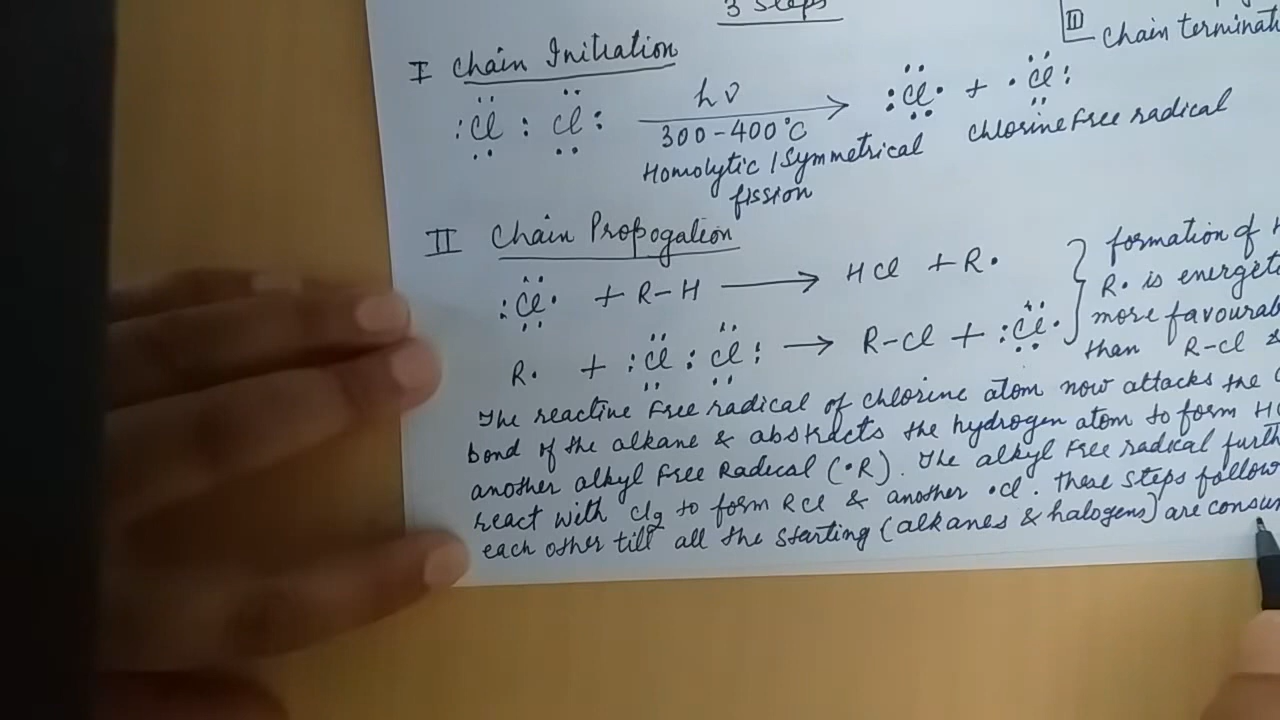 3 Steps
III
Chain terminat
I Chain Initiation
:Cl : Cl: hν 300-400°C :Cl• + •Cl:
Homolytic / Symmetrical fission
Chlorine Free radical
II Chain Propogation
:Cl• + R-H → HCl + R•
R• + :Cl : Cl: → R-Cl + :Cl•
} formation of H
R• is energet
more favourab
than R-Cl &
The reactive Free radical of chlorine atom now attacks the C
bond of the alkane & abstracts the hydrogen atom to form HC
another alkyl Free Radical (•R). The alkyl Free radical furth
react with Cl2 to form RCl & another •Cl. These steps follow
each other till all the starting (alkanes & halogens) are consu